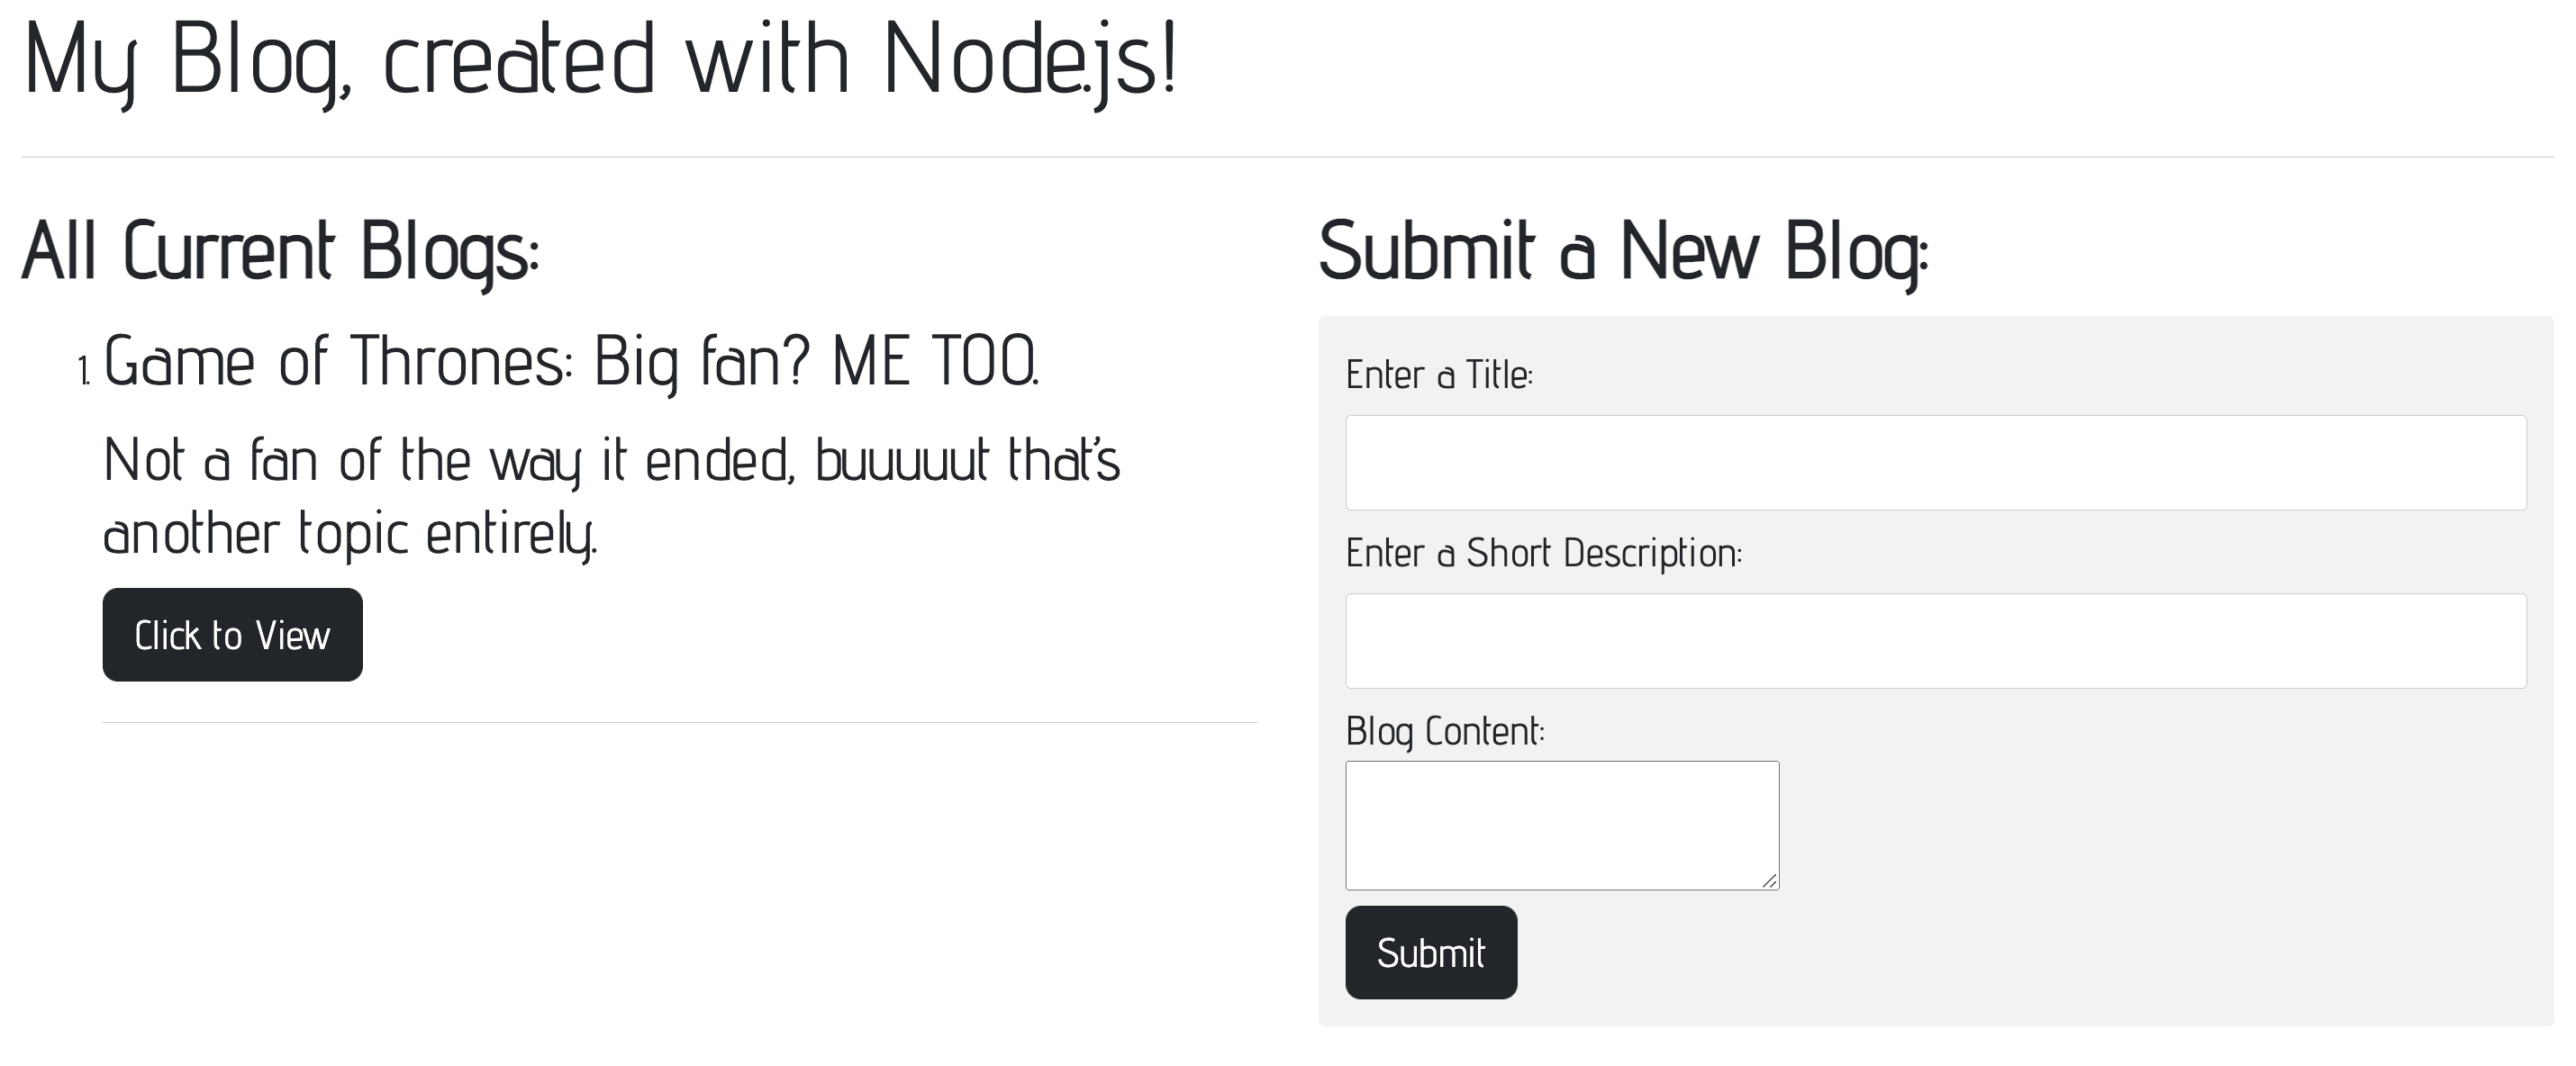 My Blog, created with Node.js!
All Current Blogs:
1. Game of Thrones: Big fan? ME TOO.
Not a fan of the way it ended, buuuuut that's
another topic entirely.
Click to View
Submit a New Blog:
Enter a Title:
Enter a Short Description:
Blog Content:
Submit